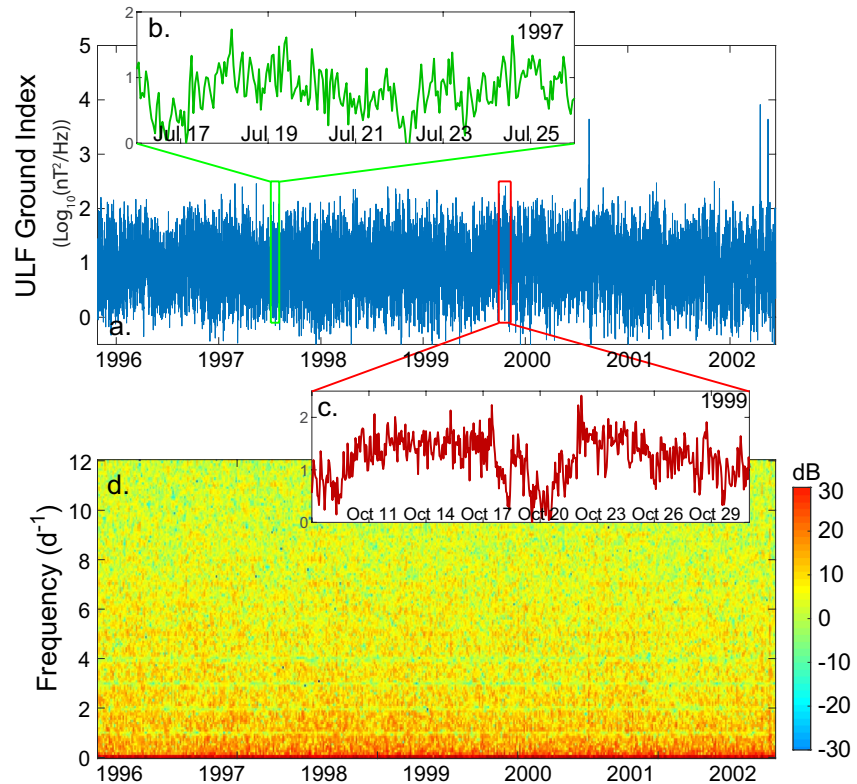 b.
1997
2
1
0
Jul 17 Jul 19 Jul 21 Jul 23 Jul 25
ULF Ground Index
(Log₁₀(nT²/Hz))
5
4
3
2
1
0
a.
1996 1997 1998 1999 2000 2001 2002
c.
1999
2
1
0
Oct 11 Oct 14 Oct 17 Oct 20 Oct 23 Oct 26 Oct 29
d.
Frequency (d⁻¹)
12
10
8
6
4
2
0
1996 1997 1998 1999 2000 2001 2002
dB
30
20
10
0
-10
-20
-30